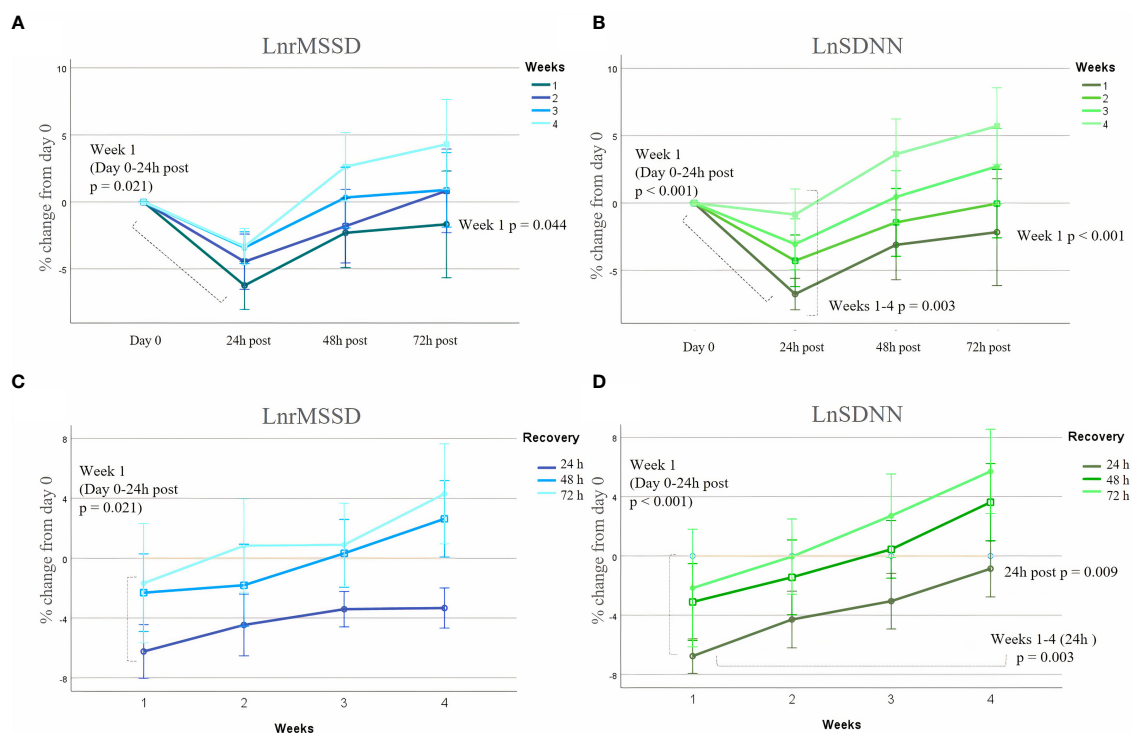 A
LnrMSSD
% change from day 0
10
5
0
-5
Weeks
1
2
3
4
Week 1
(Day 0-24h post
p = 0.021)
Week 1 p = 0.044
Day 0
24h post
48h post
72h post
B
LnSDNN
% change from day 0
10
5
0
-5
Weeks
1
2
3
4
Week 1
(Day 0-24h post
p < 0.001)
Week 1 p < 0.001
Weeks 1-4 p = 0.003
Day 0
24h post
48h post
72h post
C
LnrMSSD
% change from day 0
8
4
0
-4
-8
Recovery
24 h
48 h
72 h
Week 1
(Day 0-24h post
p = 0.021)
1
2
3
4
Weeks
D
LnSDNN
% change from day 0
8
4
0
-4
-8
Recovery
24 h
48 h
72 h
Week 1
(Day 0-24h post
p < 0.001)
24h post p = 0.009
Weeks 1-4 (24h )
p = 0.003
1
2
3
4
Weeks